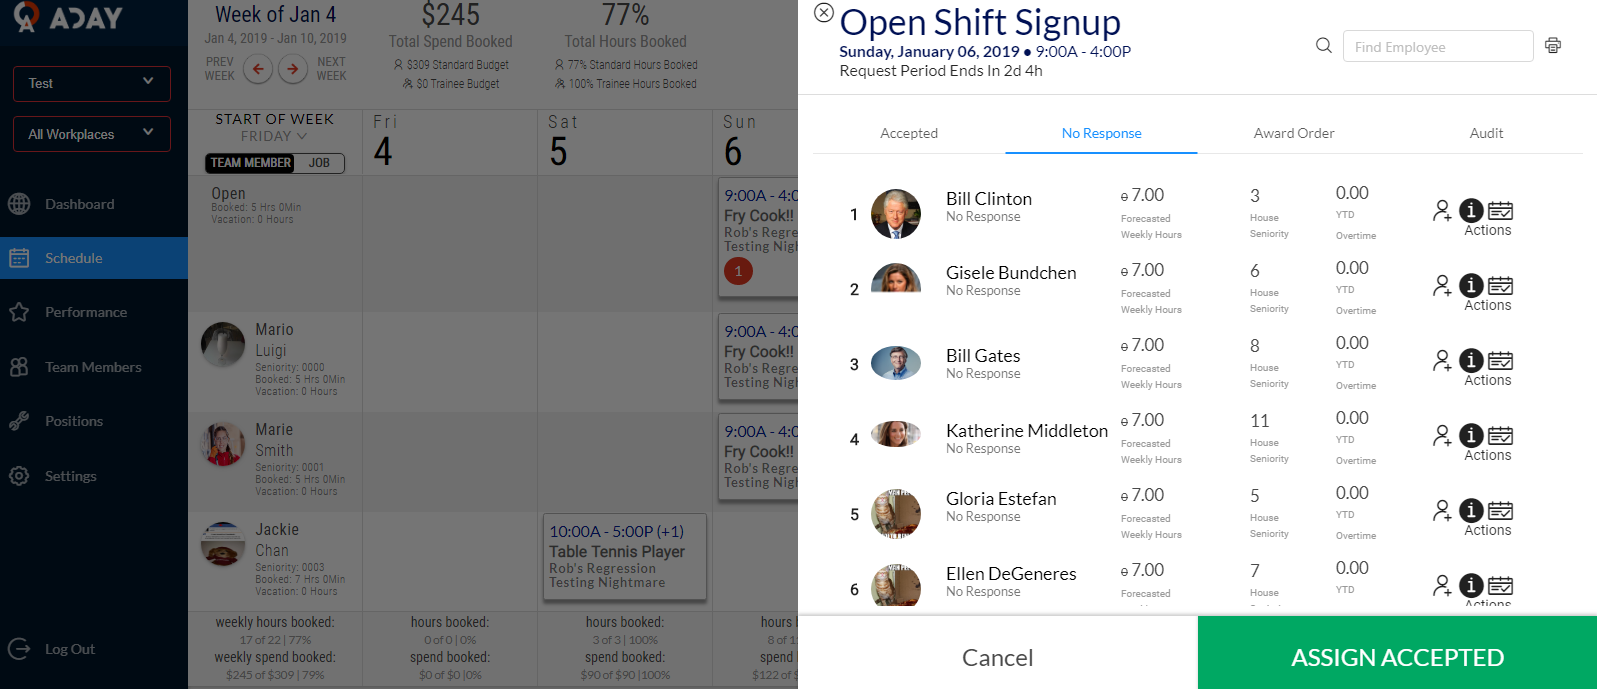 ADAY
Test
All Workplaces
Dashboard
Schedule
Performance
Team Members
Positions
Settings
Log Out
Week of Jan 4
Jan 4, 2019 - Jan 10, 2019
PREV WEEK
NEXT WEEK
$245
Total Spend Booked
$309 Standard Budget
$0 Trainee Budget
77%
Total Hours Booked
77% Standard Hours Booked
100% Trainee Hours Booked
START OF WEEK
FRIDAY
TEAM MEMBER JOB
Fri
4
Sat
5
Sun
6
Open
Booked: 5 Hrs 0Min
Vacation: 0 Hours
9:00A - 4:0
Fry Cook!!
Rob's Regre
Testing Nigh
1
Mario
Luigi
Seniority: 0000
Booked: 5 Hrs 0Min
Vacation: 0 Hours
9:00A - 4:0
Fry Cook!!
Rob's Regre
Testing Nigh
Marie
Smith
Seniority: 0001
Booked: 5 Hrs 0Min
Vacation: 0 Hours
9:00A - 4:0
Fry Cook!!
Rob's Regre
Testing Nigh
Jackie
Chan
Seniority: 0003
Booked: 7 Hrs 0Min
Vacation: 0 Hours
10:00A - 5:00P (+1)
Table Tennis Player
Rob's Regression
Testing Nightmare
weekly hours booked:
17 of 22 | 77%
weekly spend booked:
$245 of $309 | 79%
hours booked:
0 of 0 | 0%
spend booked:
$0 of $0 |0%
hours booked:
3 of 3 | 100%
spend booked:
$90 of $90 |100%
hours b
8 of 1
spend b
$122 of $
Open Shift Signup
Sunday, January 06, 2019 • 9:00A - 4:00P
Request Period Ends In 2d 4h
Find Employee
Accepted
No Response
Award Order
Audit
1
Bill Clinton
No Response
0 7.00
Forecasted
Weekly Hours
3
House
Seniority
0.00
YTD
Overtime
Actions
2
Gisele Bundchen
No Response
0 7.00
Forecasted
Weekly Hours
6
House
Seniority
0.00
YTD
Overtime
Actions
3
Bill Gates
No Response
0 7.00
Forecasted
Weekly Hours
8
House
Seniority
0.00
YTD
Overtime
Actions
4
Katherine Middleton
No Response
0 7.00
Forecasted
Weekly Hours
11
House
Seniority
0.00
YTD
Overtime
Actions
5
Gloria Estefan
No Response
0 7.00
Forecasted
Weekly Hours
5
House
Seniority
0.00
YTD
Overtime
Actions
6
Ellen DeGeneres
No Response
0 7.00
Forecasted
7
House
0.00
YTD
Actions
Cancel
ASSIGN ACCEPTED